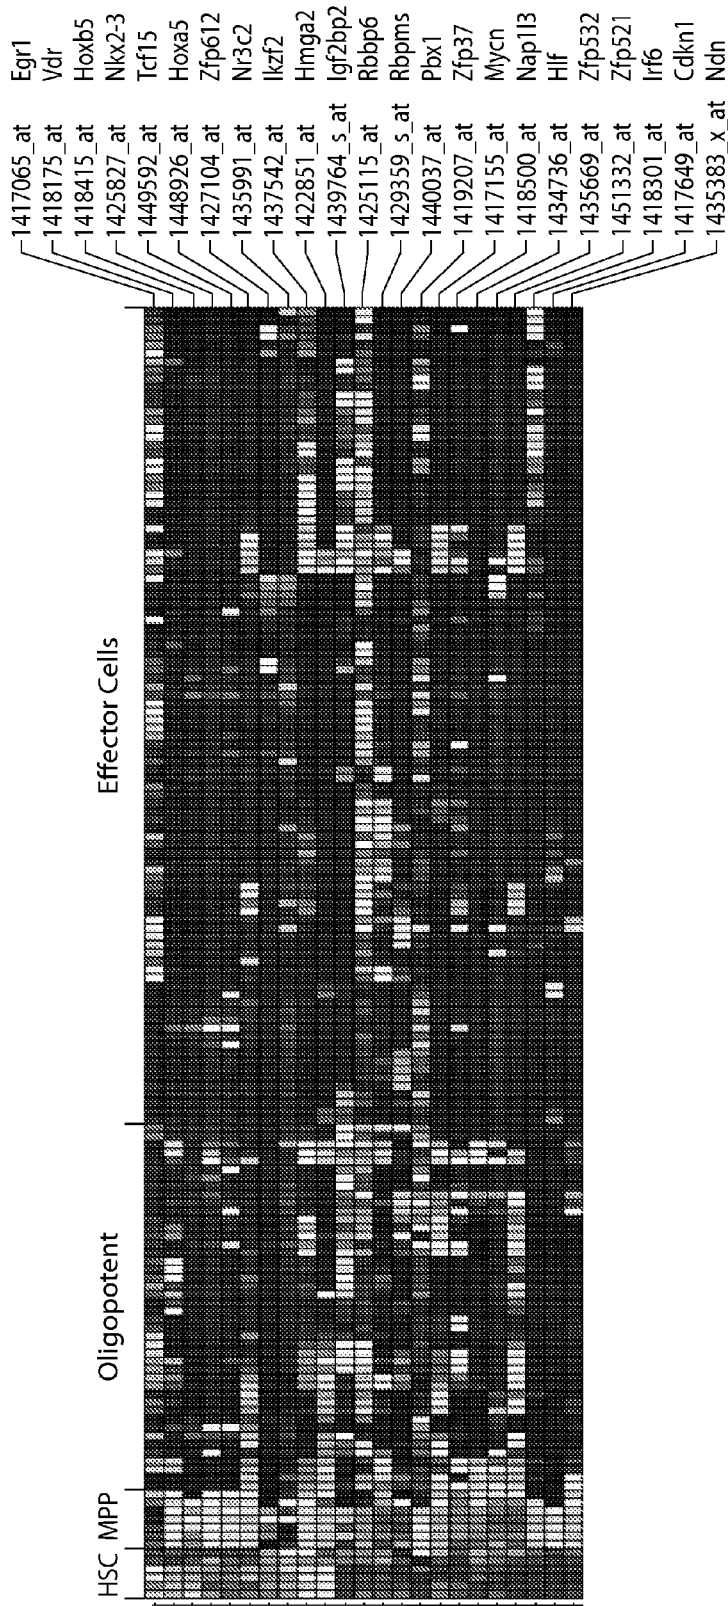 1417065_at Egr1
1418175_at Vdr
1418415_at Hoxb5
1425827_at Nkx2-3
1449592_at Tcf15
1448926_at Hoxa5
1427104_at Zfp612
1435991_at Nr3c2
1437542_at Ikzf2
1422851_at Hmga2
1439764_s_at Igf2bp2
1425115_at Rbbp6
1429359_s_at Rbpms
1440037_at Pbx1
1419207_at Zfp37
1417155_at Mycn
1418500_at Nap1l3
1434736_at Hlf
1435669_at Zfp532
1451332_at Zfp521
1418301_at Irf6
1417649_at Cdkn1
1435383_x_at Ndn
HSC MPP Oligopotent Effector Cells